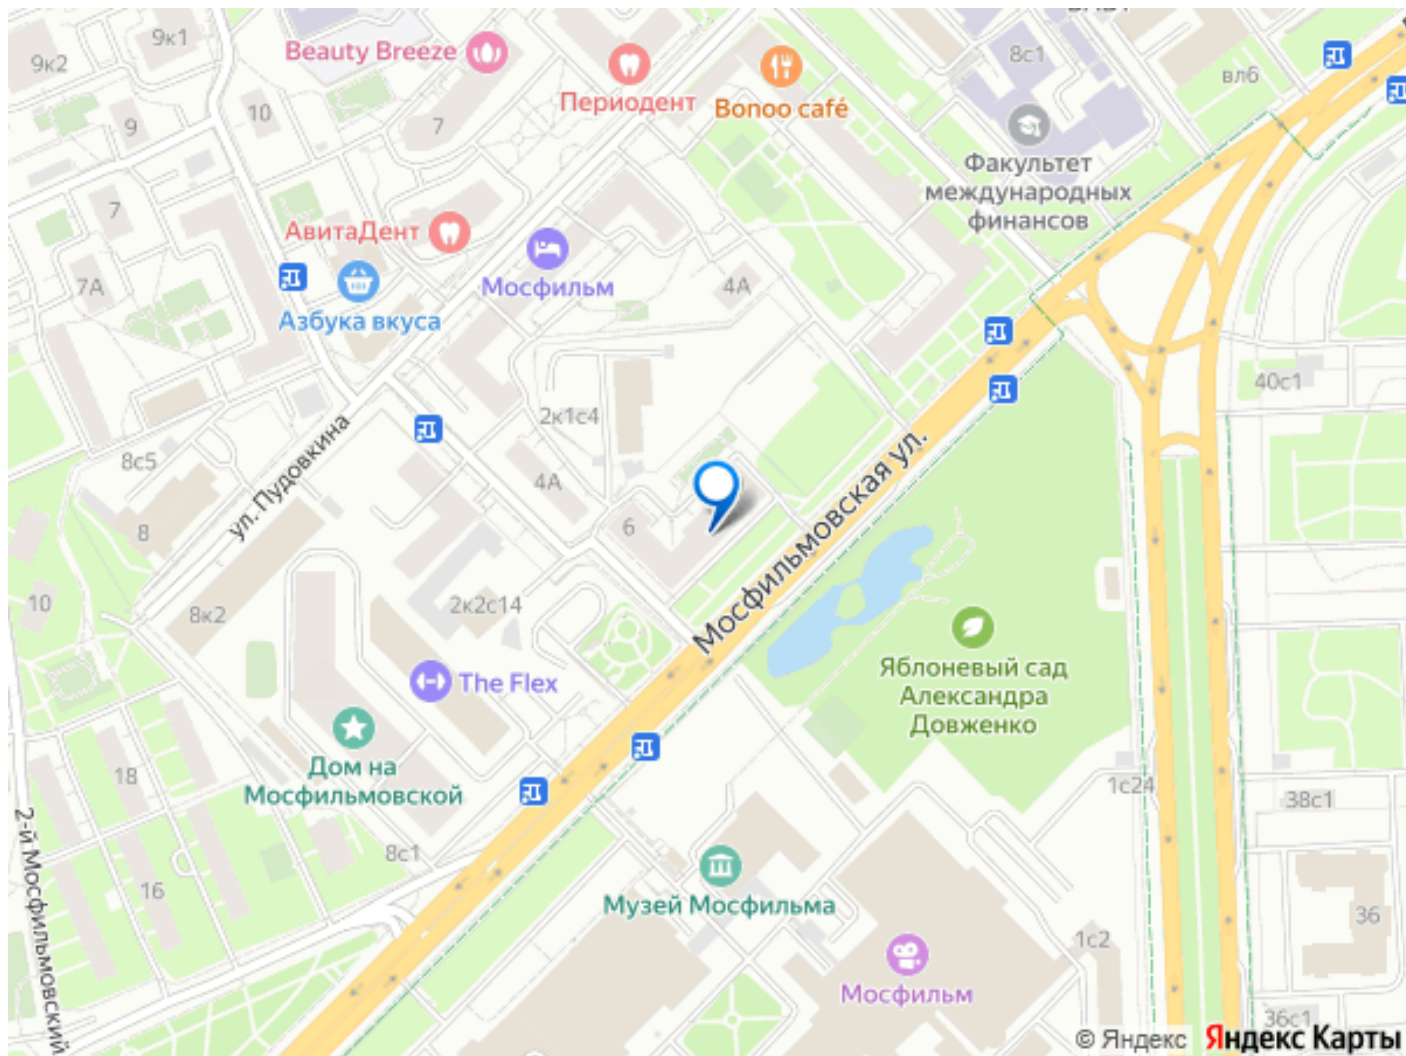 9к1
9к2
Beauty Breeze
Периодент
Bonoo café
8с1
вл6
10
9
7
Факультет
международных
финансов
7
АвитаДент
Мосфильм
4А
7А
Азбука вкуса
40с1
2к1с4
ул. Пудовкина
Мосфильмовская ул.
8с5
4А
6
8
10
8к2
2к2с14
The Flex
Яблоневый сад
Александра
Довженко
Дом на
Мосфильмовской
18
1с24
38с1
2-й Мосфильмовский
8с1
16
Музей Мосфильма
36
1с2
Мосфильм
36с1
© Яндекс
Яндекс Карты